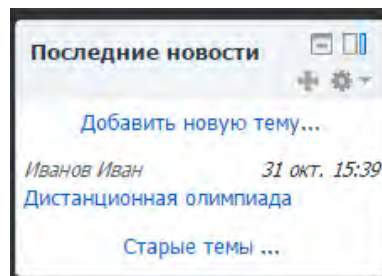 Последние новости
Добавить новую тему...
Иванов Иван 31 окт. 15:39
Дистанционная олимпиада
Старые темы ...